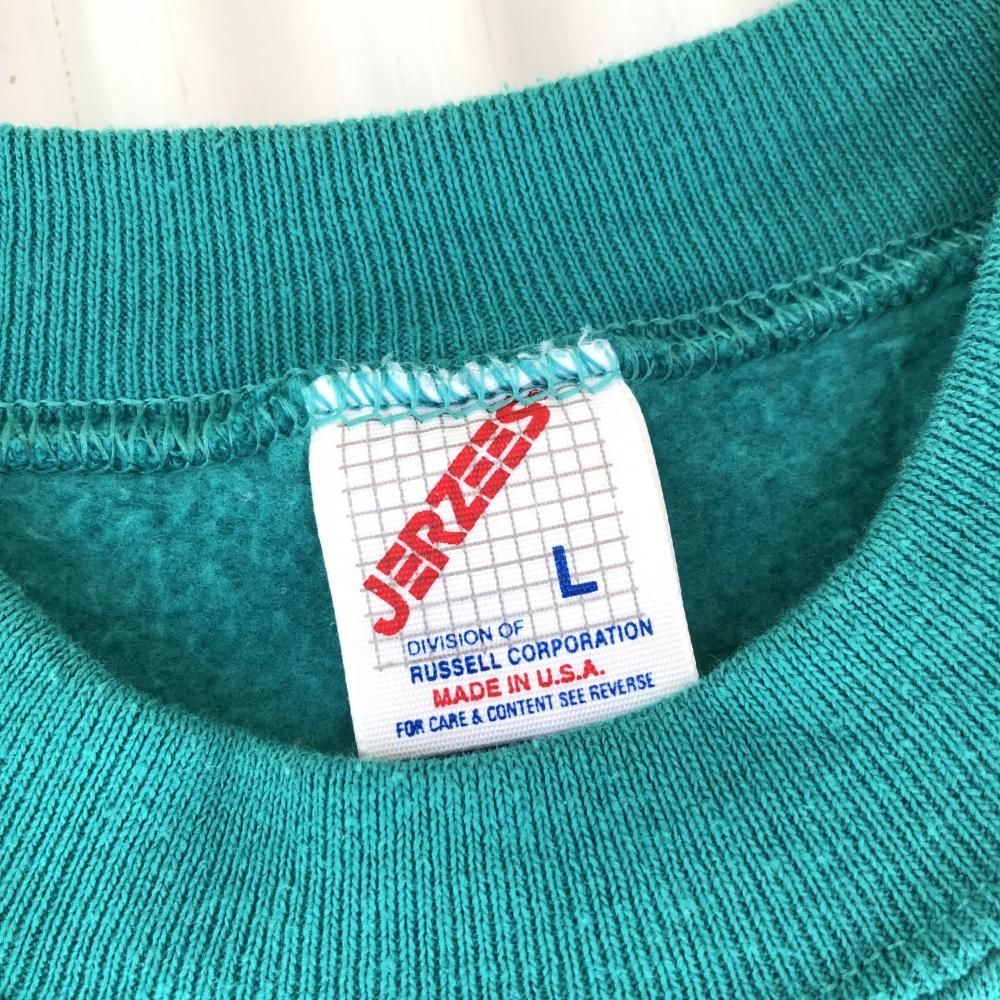 JERZEES
L
DIVISION OF
RUSSELL CORPORATION
MADE IN U.S.A.
FOR CARE & CONTENT SEE REVERSE